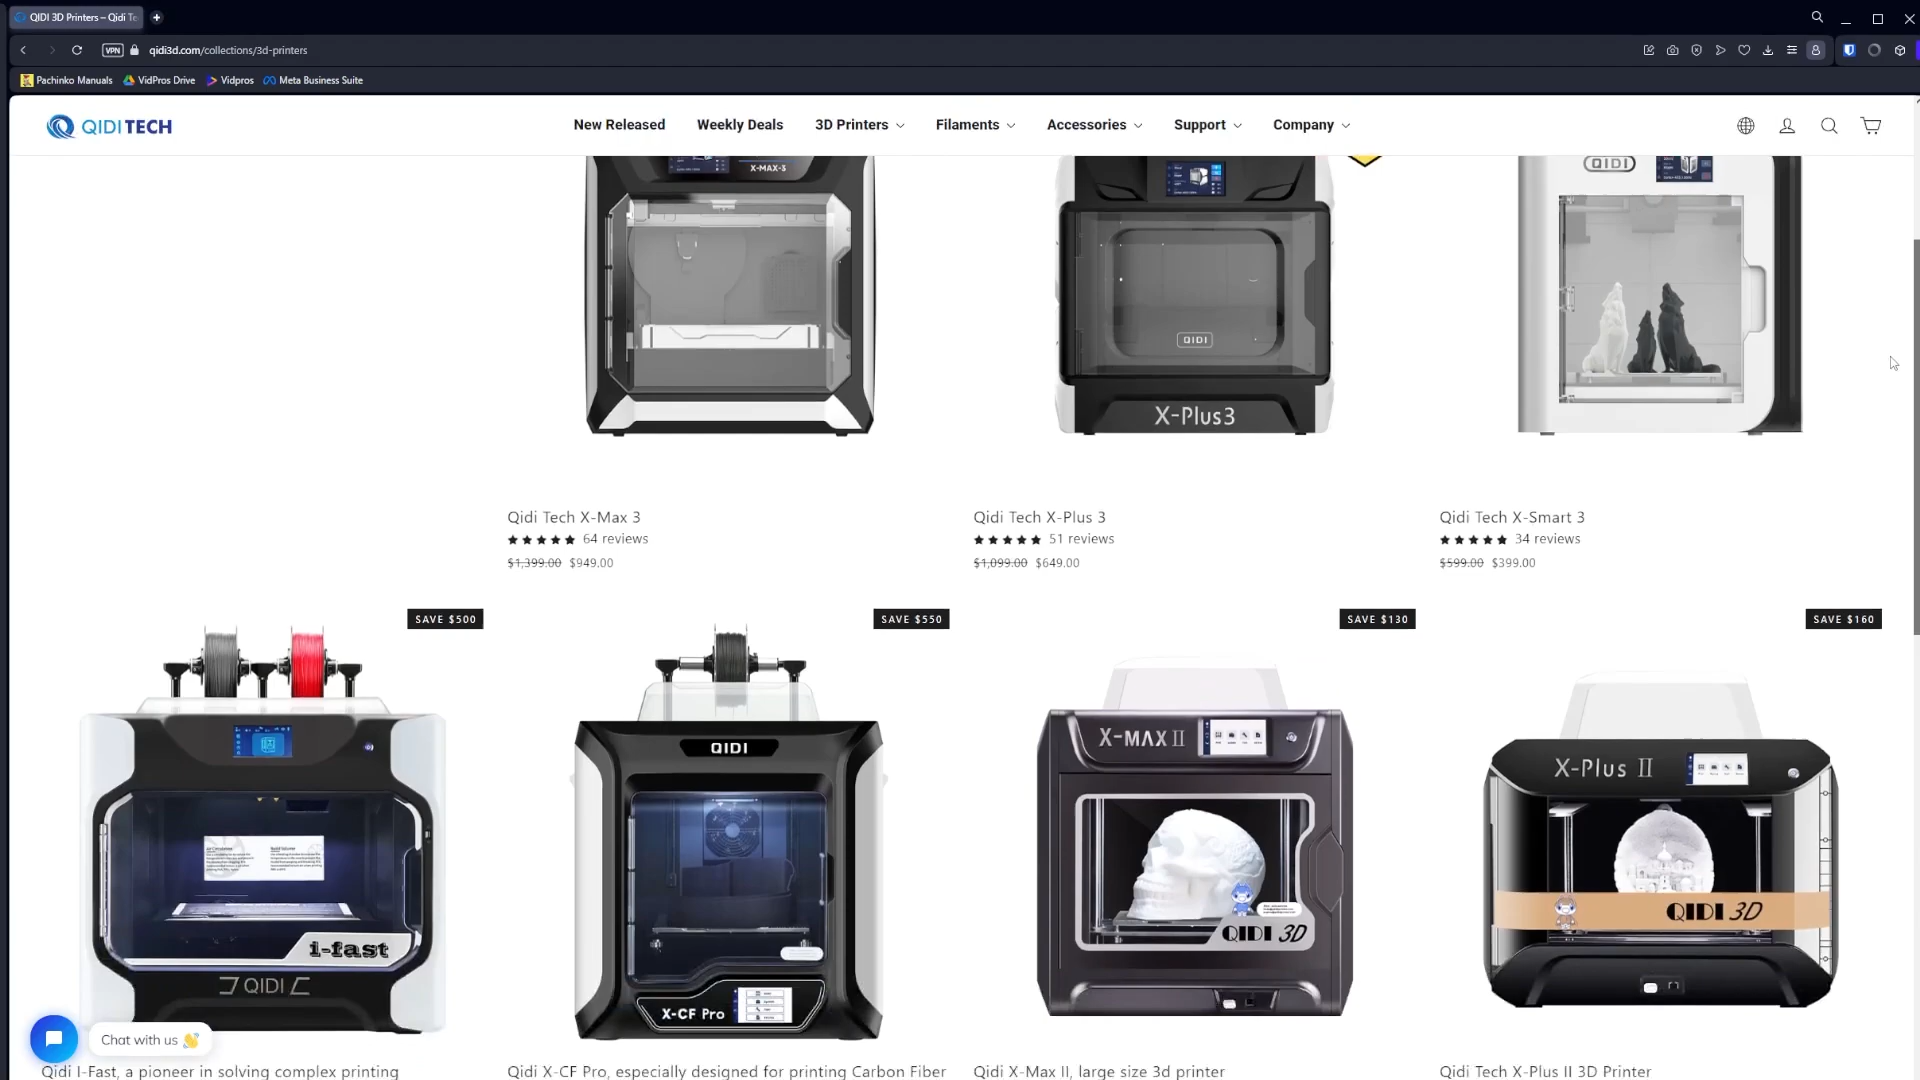 QIDI 3D Printers – Qidi Te
VPN
qidi3d.com/collections/3d-printers
Pachinko Manuals
VidPros Drive
Vidpros
Meta Business Suite
QIDI TECH
New Released
Weekly Deals
3D Printers
Filaments
Accessories
Support
Company
X-MAX-3
QIDI
QIDI
X-Plus3
Qidi Tech X-Max 3
64 reviews
$1,399.00 $949.00
Qidi Tech X-Plus 3
51 reviews
$1,099.00 $649.00
Qidi Tech X-Smart 3
34 reviews
$599.00 $399.00
SAVE $500
SAVE $550
SAVE $130
SAVE $160
i-fast
QIDI
QIDI
X-CF Pro
X-MAX II
QIDI 3D
X-Plus II
QIDI 3D
Chat with us 👋
Qidi I-Fast, a pioneer in solving complex printing
Qidi X-CF Pro, especially designed for printing Carbon Fiber
Qidi X-Max II, large size 3d printer
Qidi Tech X-Plus II 3D Printer